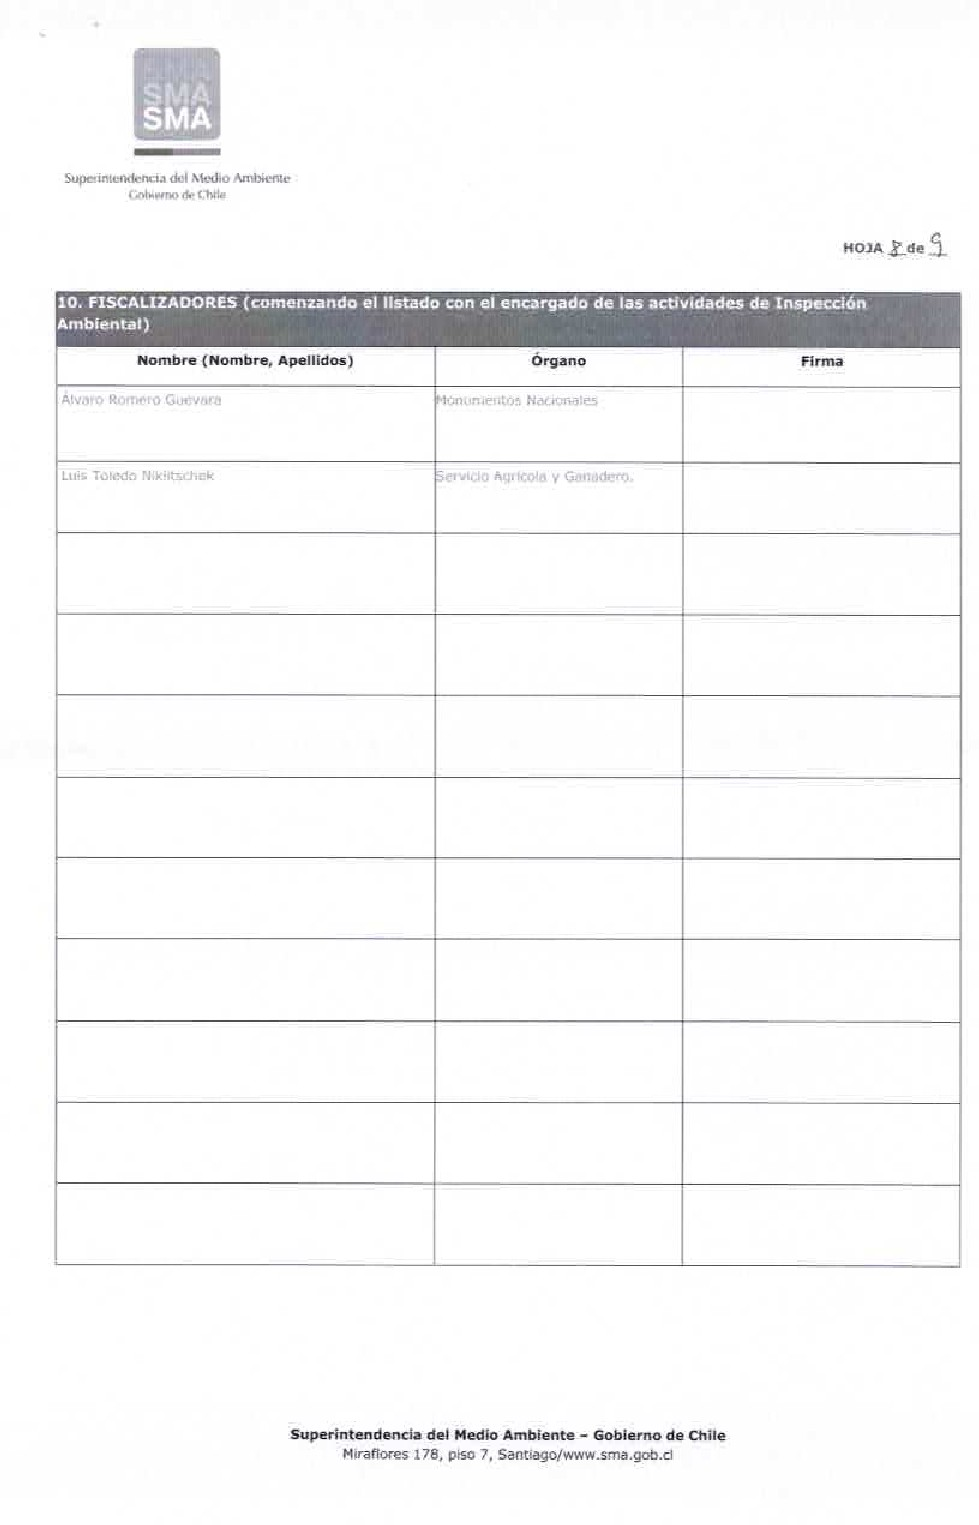 SMA
SMA
Superintendencia del Medio Ambiente
Gobierno de Chile
HOJA 8 de 9
10. FISCALIZADORES (comenzando el listado con el encargado de las actividades de Inspección
Ambiental)
Nombre (Nombre, Apellidos) Órgano Firma
Álvaro Romero Guevara Monumentos Nacionales
Luis Toledo Niklitschek Servicio Agrícola y Ganadero.
Superintendencia del Medio Ambiente – Gobierno de Chile
Miraflores 178, piso 7, Santiago/www.sma.gob.cl